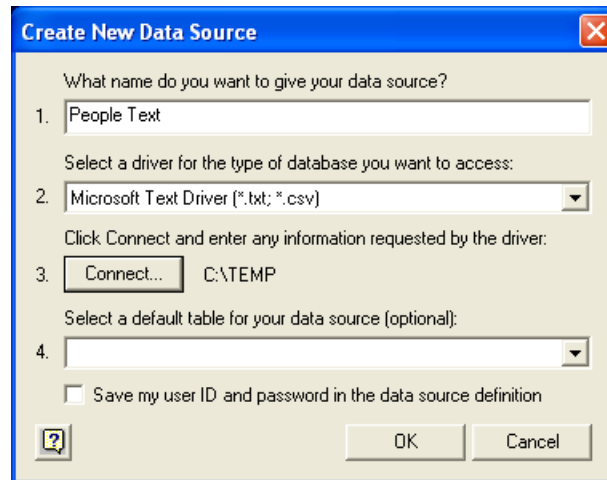 Create New Data Source
What name do you want to give your data source?
1. People Text
Select a driver for the type of database you want to access:
2. Microsoft Text Driver (*.txt; *.csv)
Click Connect and enter any information requested by the driver:
3. Connect... C:\TEMP
Select a default table for your data source (optional):
4.
Save my user ID and password in the data source definition
? OK Cancel